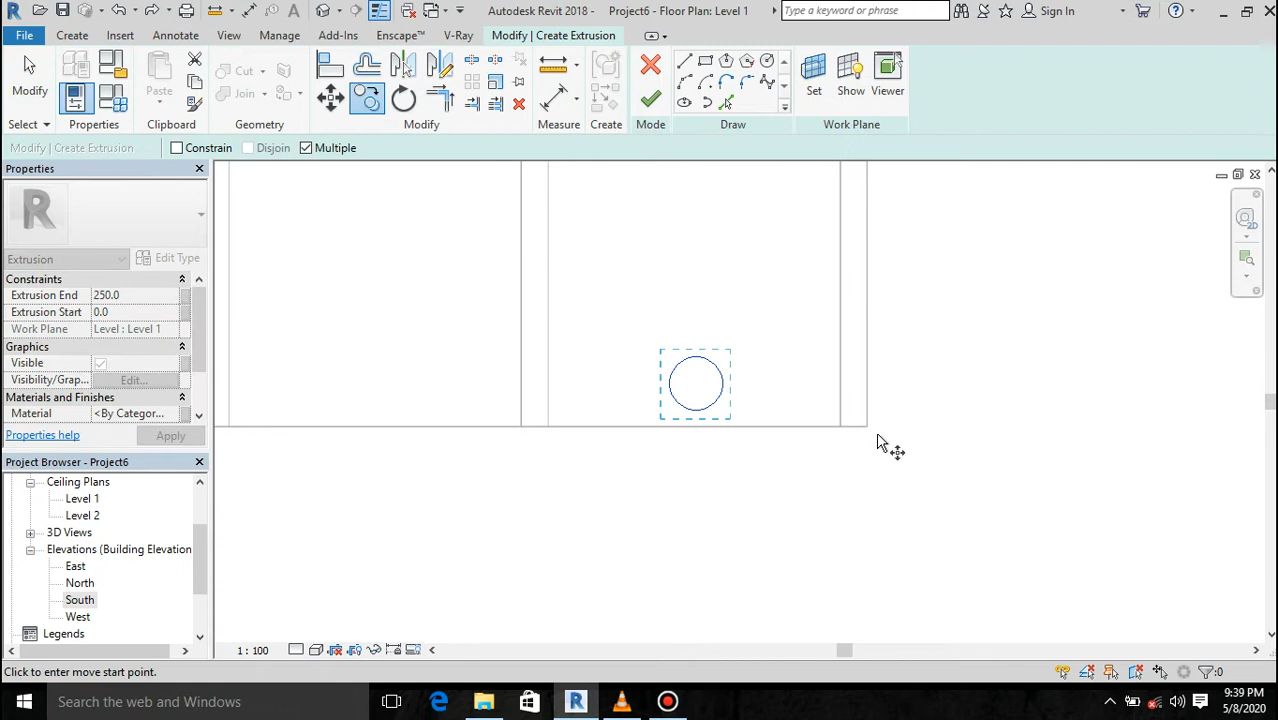 Autodesk Revit 2018 - Project6 - Floor Plan: Level 1
Type a keyword or phrase
Sign In
File Create Insert Annotate View Manage Add-Ins Enscape™ V-Ray Modify | Create Extrusion
Modify Paste Cut Join Set Show Viewer
Select Properties Clipboard Geometry Modify Measure Create Mode Draw Work Plane
Modify | Create Extrusion Constrain Disjoin Multiple
Properties
Extrusion Edit Type
Constraints
Extrusion End 250.0
Extrusion Start 0.0
Work Plane Level : Level 1
Graphics
Visible
Visibility/Grap... Edit...
Materials and Finishes
Material <By Categor...
Properties help Apply
Project Browser - Project6
Ceiling Plans
Level 1
Level 2
3D Views
Elevations (Building Elevation
East
North
South
West
Legends
1 : 100
Click to enter move start point. :0
Search the web and Windows
9:39 PM
5/8/2020
2D